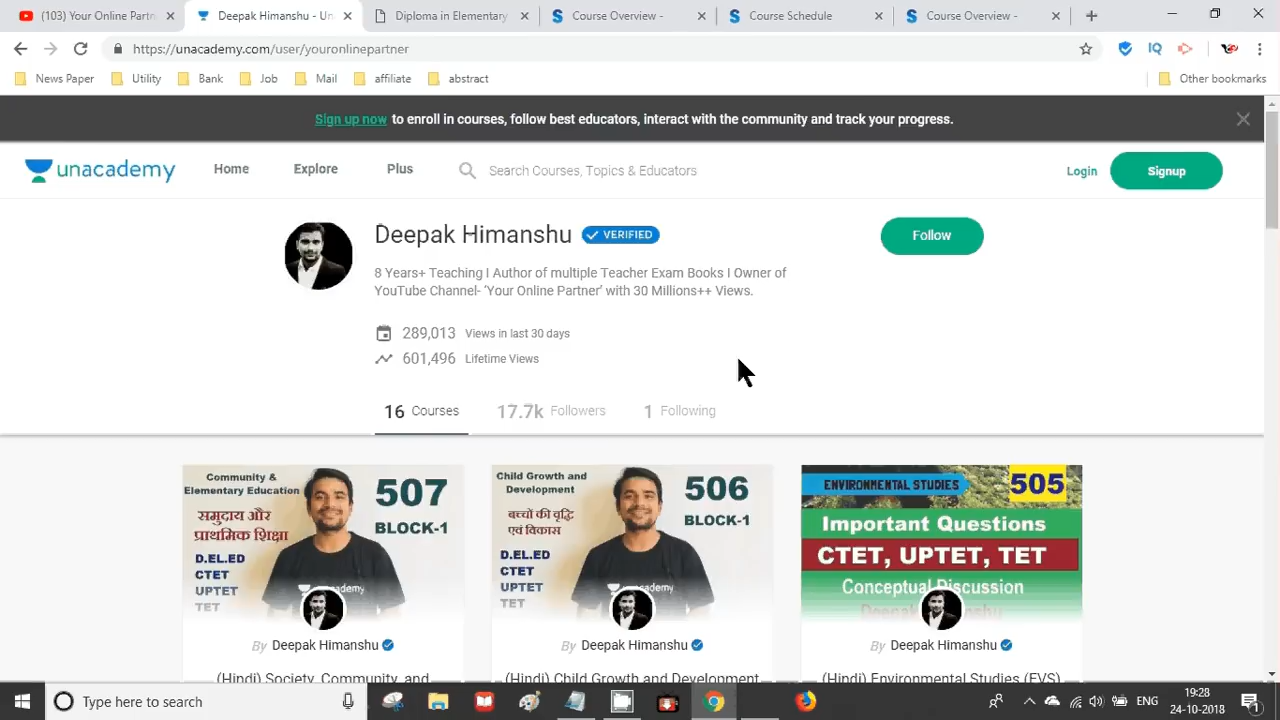 (103) Your Online Partn
Deepak Himanshu - Un
Diploma in Elementary
Course Overview -
Course Schedule
Course Overview -
https://unacademy.com/user/youronlinepartner
News Paper
Utility
Bank
Job
Mail
affiliate
abstract
Other bookmarks
Sign up now to enroll in courses, follow best educators, interact with the community and track your progress.
unacademy
Home
Explore
Plus
Search Courses, Topics & Educators
Login
Signup
Deepak Himanshu
VERIFIED
Follow
8 Years+ Teaching I Author of multiple Teacher Exam Books I Owner of
YouTube Channel- ‘Your Online Partner’ with 30 Millions++ Views.
289,013 Views in last 30 days
601,496 Lifetime Views
16 Courses
17.7k Followers
1 Following
Community &
Elementary Education
समुदाय और
प्राथमिक शिक्षा
507
BLOCK-1
D.EL.ED
CTET
UPTET
TET
By Deepak Himanshu
(Hindi) Society, Community, and
Child Growth and
Development
बच्चों की वृद्धि
एवं विकास
506
BLOCK-1
D.EL.ED
CTET
UPTET
TET
By Deepak Himanshu
(Hindi) Child Growth and Development
ENVIRONMENTAL STUDIES
505
Important Questions
CTET, UPTET, TET
Conceptual Discussion
By Deepak Himanshu
(Hindi) Environmental Studies (EVS)
Type here to search
ENG
19:28
24-10-2018
1